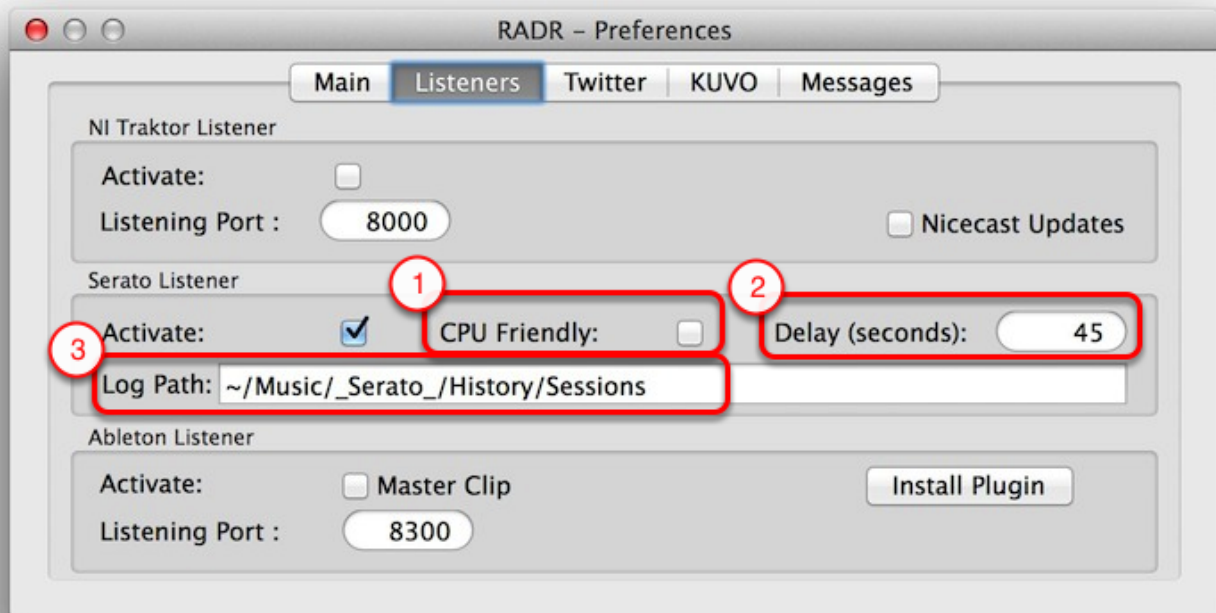 RADR – Preferences
Main Listeners Twitter KUVO Messages
NI Traktor Listener
Activate:
Listening Port : 8000 Nicecast Updates
Serato Listener
1 2
Activate: CPU Friendly: Delay (seconds): 45
3
Log Path: ~/Music/_Serato_/History/Sessions
Ableton Listener
Activate: Master Clip Install Plugin
Listening Port : 8300